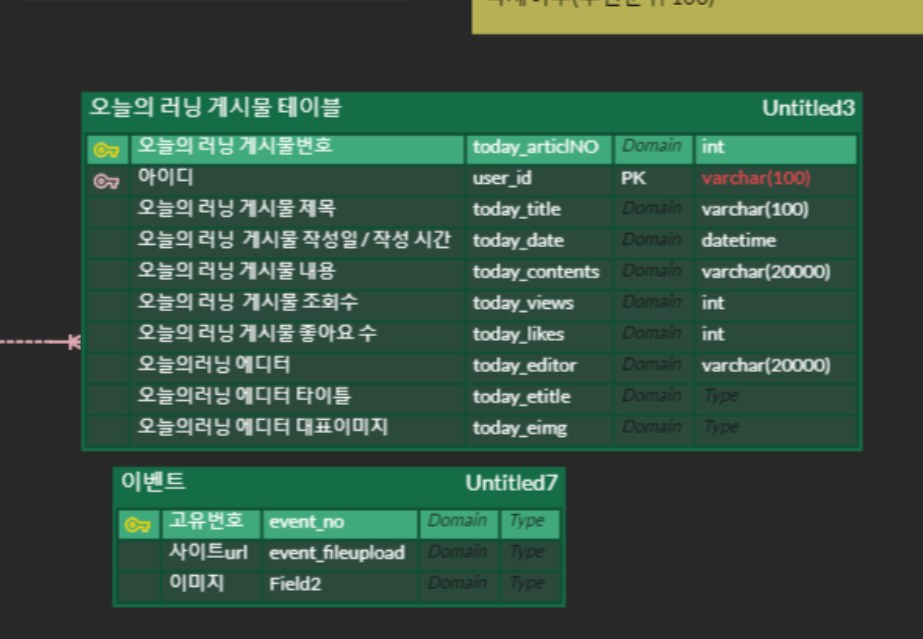 오늘의 러닝 게시물 테이블 Untitled3
오늘의 러닝 게시물번호 today_articlNO Domain int
아이디 user_id PK varchar(100)
오늘의 러닝 게시물 제목 today_title Domain varchar(100)
오늘의 러닝 게시물 작성일/작성 시간 today_date Domain datetime
오늘의 러닝 게시물 내용 today_contents Domain varchar(20000)
오늘의 러닝 게시물 조회수 today_views Domain int
오늘의 러닝 게시물 좋아요 수 today_likes Domain int
오늘의러닝 에디터 today_editor Domain varchar(20000)
오늘의러닝 에디터 타이틀 today_etitle Domain Type
오늘의러닝 에디터 대표이미지 today_eimg Domain Type
이벤트 Untitled7
고유번호 event_no Domain Type
사이트url event_fileupload Domain Type
이미지 Field2 Domain Type